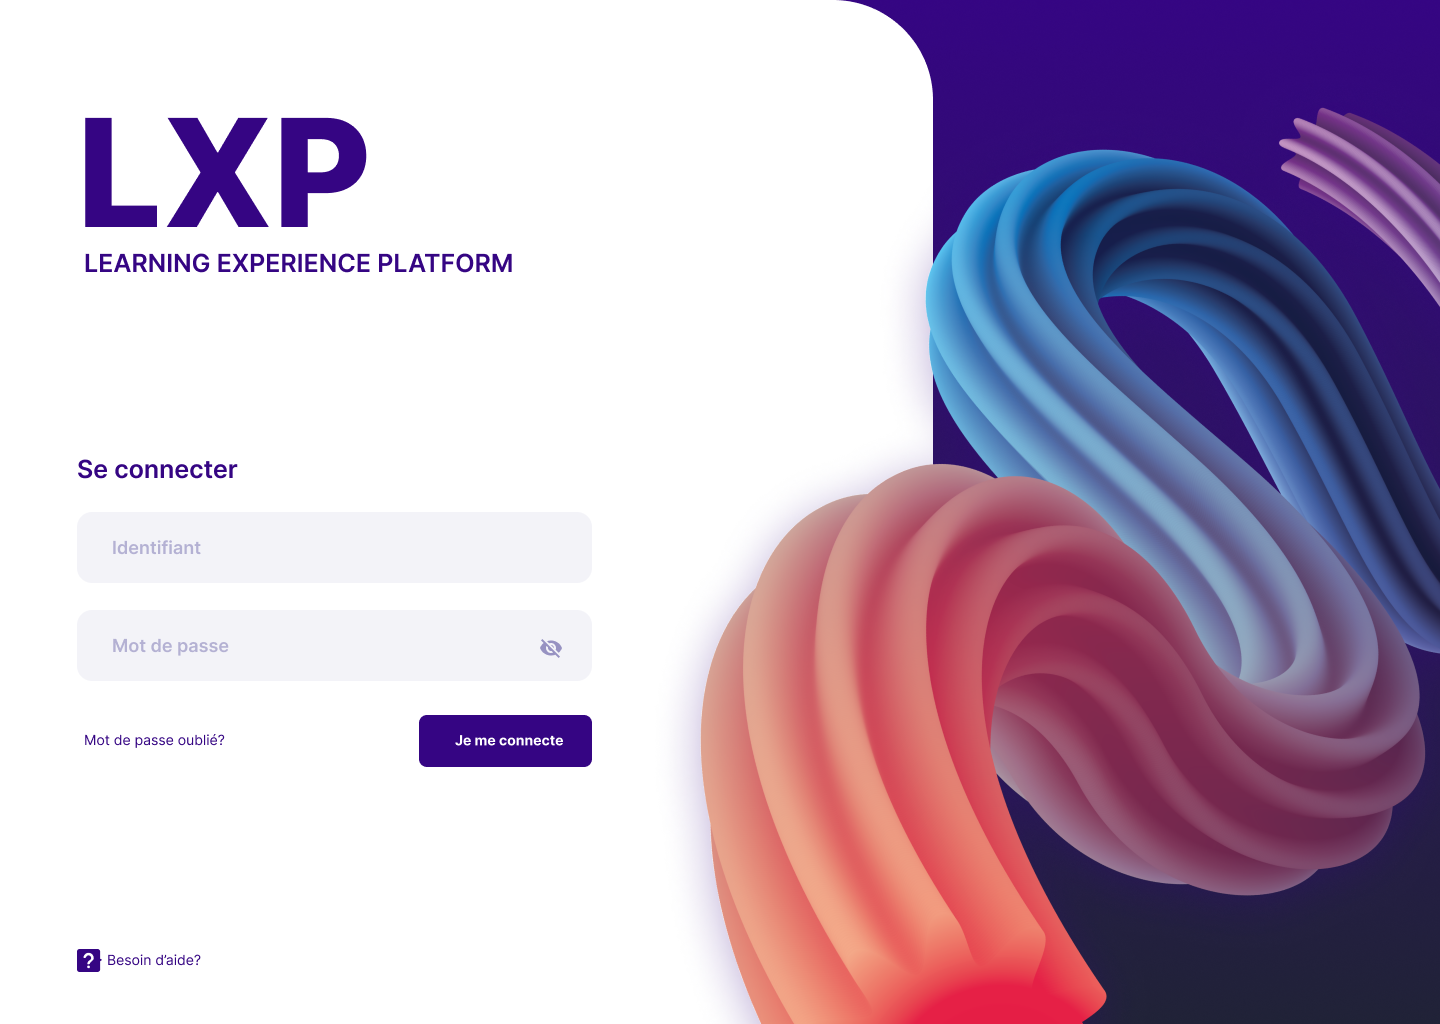 LXP
LEARNING EXPERIENCE PLATFORM
Se connecter
Identifiant
Mot de passe
Mot de passe oublié?
Je me connecte
? Besoin d’aide?